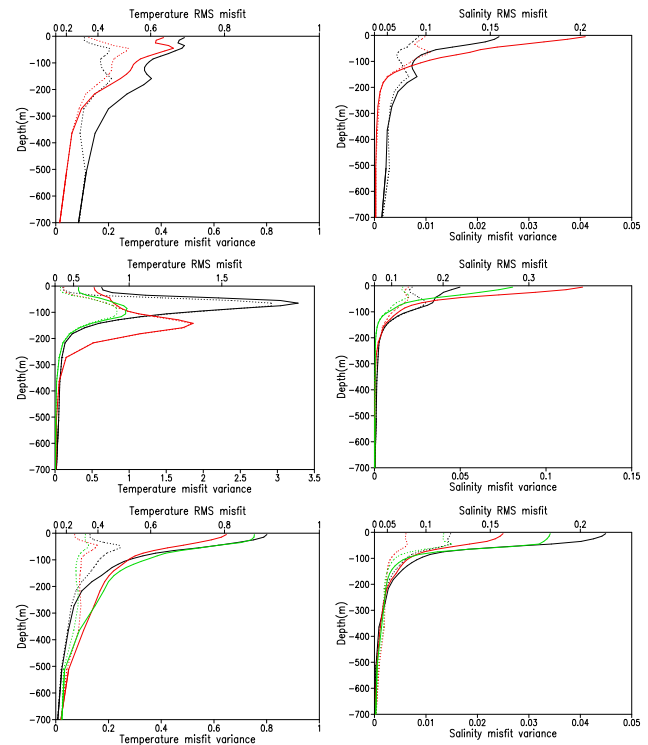 Temperature RMS misfit
0 0.2 0.4 0.6 0.8 1
0
-100
-200
-300
-400
-500
-600
-700
Depth(m)
0 0.2 0.4 0.6 0.8 1
Temperature misfit variance
Salinity RMS misfit
0 0.05 0.1 0.15 0.2
0
-100
-200
-300
-400
-500
-600
-700
Depth(m)
0 0.01 0.02 0.03 0.04 0.05
Salinity misfit variance
Temperature RMS misfit
0 0.5 1 1.5
0
-100
-200
-300
-400
-500
-600
-700
Depth(m)
0 0.5 1 1.5 2 2.5 3 3.5
Temperature misfit variance
Salinity RMS misfit
0 0.1 0.2 0.3
0
-100
-200
-300
-400
-500
-600
-700
Depth(m)
0 0.05 0.1 0.15
Salinity misfit variance
Temperature RMS misfit
0 0.2 0.4 0.6 0.8 1
0
-100
-200
-300
-400
-500
-600
-700
Depth(m)
0 0.2 0.4 0.6 0.8 1
Temperature misfit variance
Salinity RMS misfit
0 0.05 0.1 0.15 0.2
0
-100
-200
-300
-400
-500
-600
-700
Depth(m)
0 0.01 0.02 0.03 0.04 0.05
Salinity misfit variance